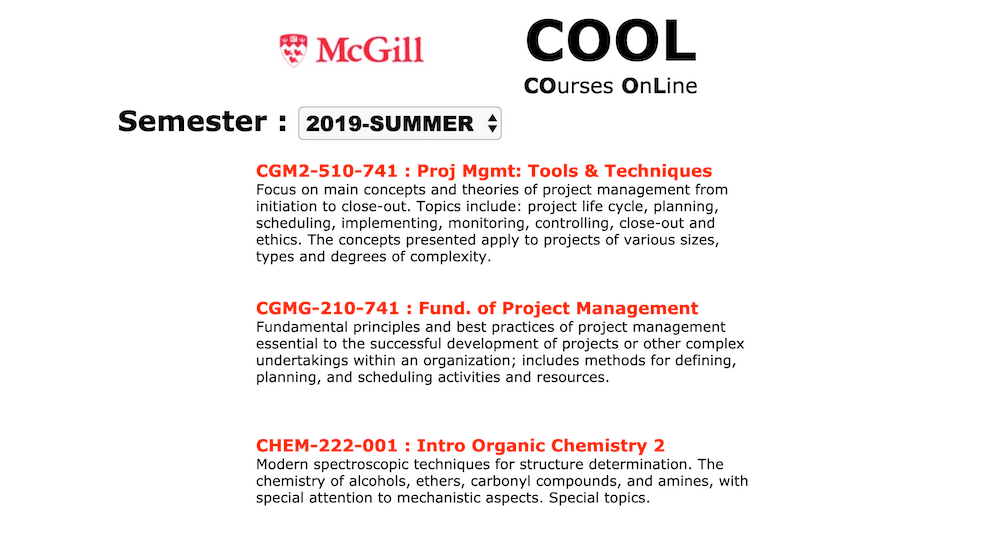 McGill
COOL
COurses OnLine
Semester : 2019-SUMMER
CGM2-510-741 : Proj Mgmt: Tools & Techniques
Focus on main concepts and theories of project management from
initiation to close-out. Topics include: project life cycle, planning,
scheduling, implementing, monitoring, controlling, close-out and
ethics. The concepts presented apply to projects of various sizes,
types and degrees of complexity.
CGMG-210-741 : Fund. of Project Management
Fundamental principles and best practices of project management
essential to the successful development of projects or other complex
undertakings within an organization; includes methods for defining,
planning, and scheduling activities and resources.
CHEM-222-001 : Intro Organic Chemistry 2
Modern spectroscopic techniques for structure determination. The
chemistry of alcohols, ethers, carbonyl compounds, and amines, with
special attention to mechanistic aspects. Special topics.